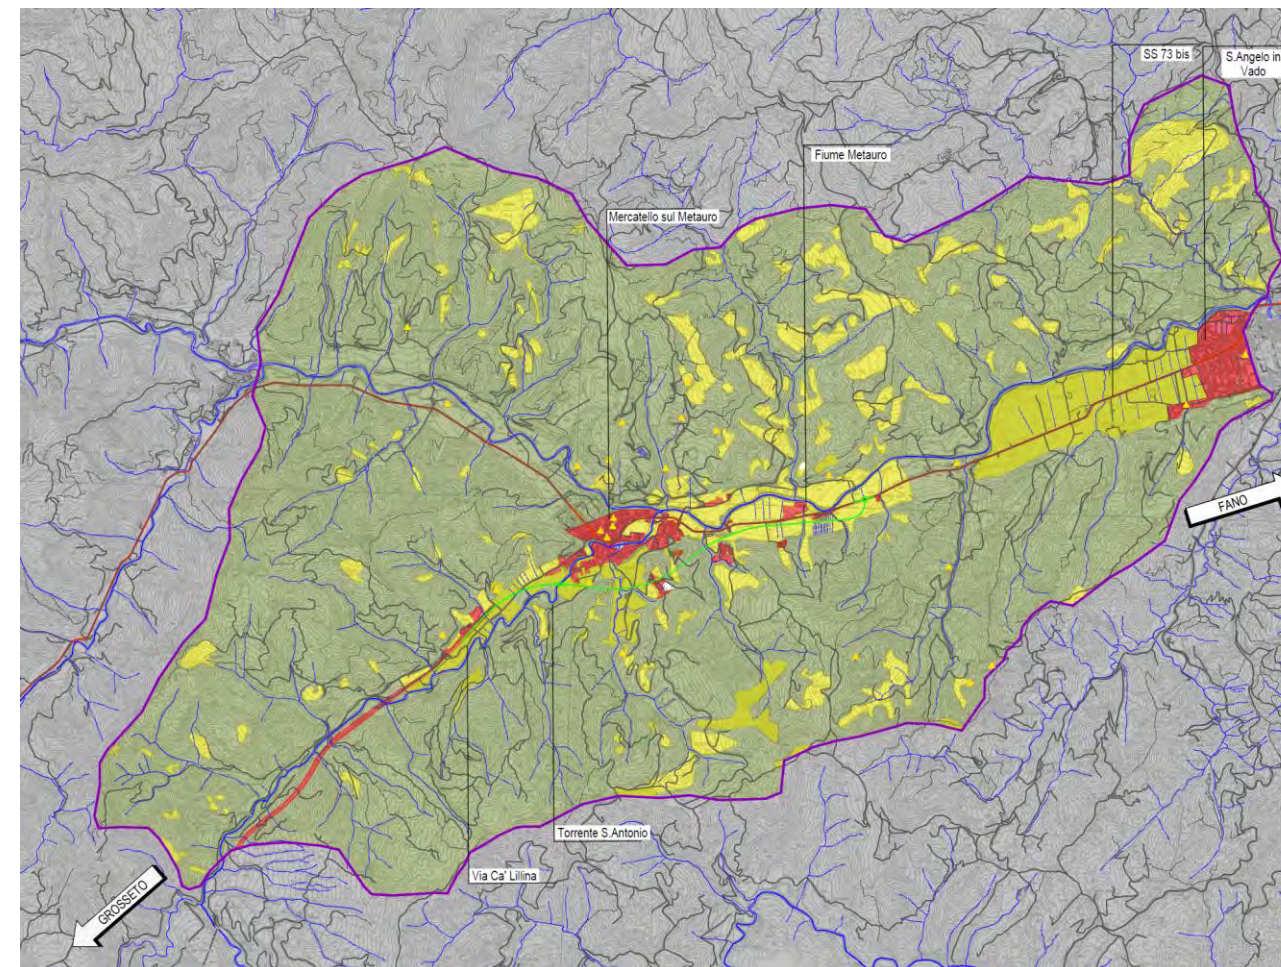 SS 73 bis
S.Angelo in
Vado
Fiume Metauro
Mercatello sul Metauro
FANO
Torrente S.Antonio
Via Ca' Lillina
GROSSETO